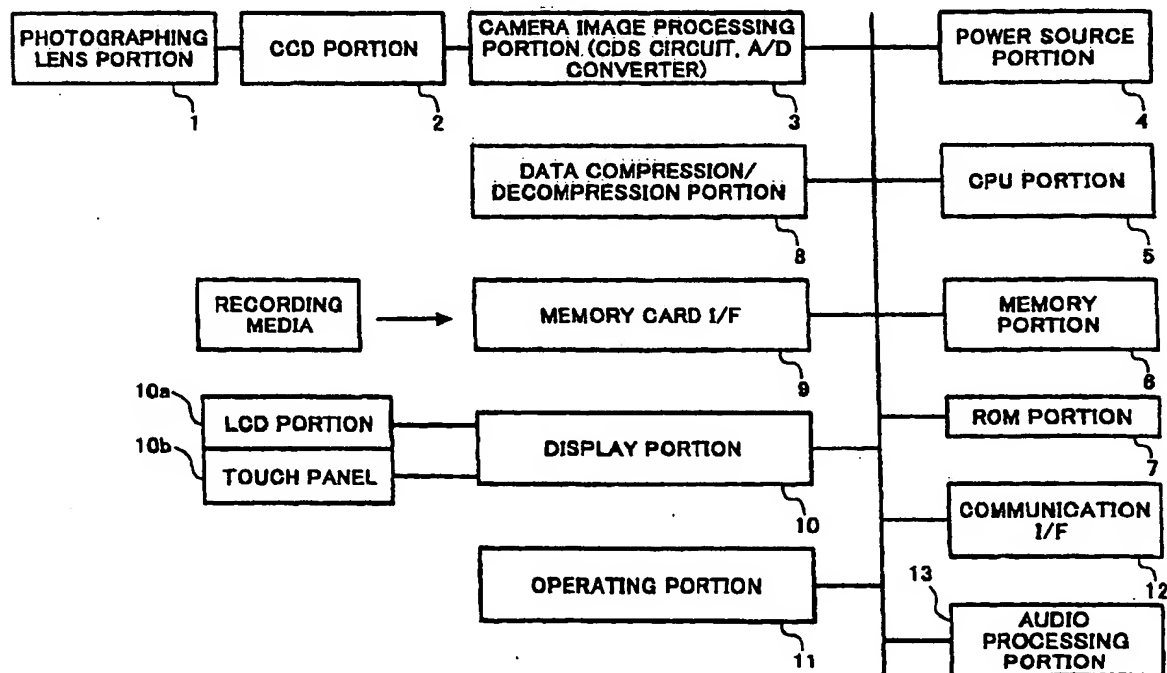 PHOTOGRAPHING
LENS PORTION
1
CCD PORTION
2
CAMERA IMAGE PROCESSING
PORTION (CDS CIRCUIT, A/D
CONVERTER)
3
POWER SOURCE
PORTION
4
DATA COMPRESSION/
DECOMPRESSION PORTION
8
CPU PORTION
5
RECORDING
MEDIA
MEMORY CARD I/F
9
MEMORY
PORTION
6
10a
LCD PORTION
10b
TOUCH PANEL
DISPLAY PORTION
10
ROM PORTION
7
COMMUNICATION
I/F
12
OPERATING PORTION
11
13
AUDIO
PROCESSING
PORTION